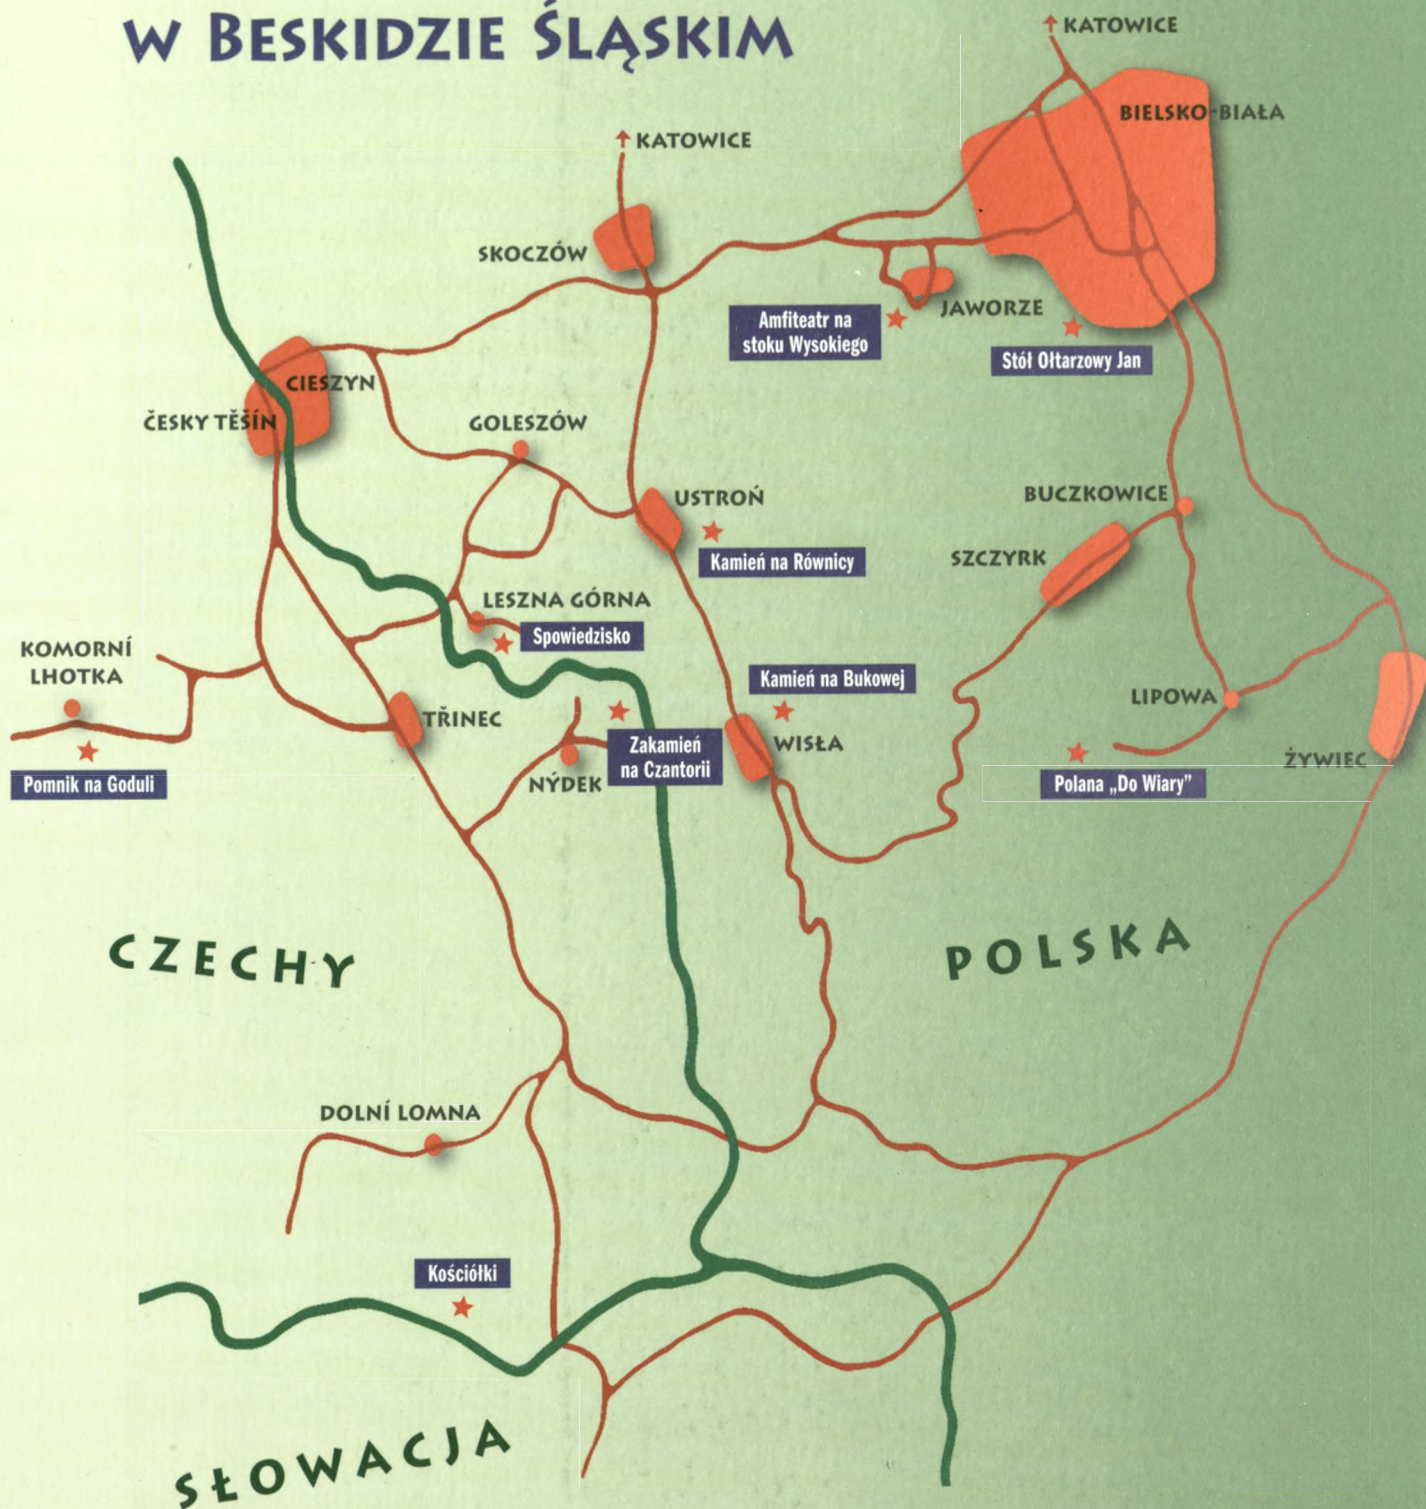 W BESKIDZIE ŚLĄSKIM
↑ KATOWICE
BIELSKO-BIAŁA
↑ KATOWICE
SKOCZÓW
JAWORZE
Amfiteatr na
stoku Wysokiego
Stół Ołtarzowy Jan
CIESZYN
ČESKY TĚŠÍN
GOLESZÓW
USTROŃ
BUCZKOWICE
Kamień na Równicy
SZCZYRK
LESZNA GÓRNA
Spowiedzisko
KOMORNÍ
LHOTKA
Kamień na Bukowej
LIPOWA
TŘINEC
WISŁA
Zakamień
na Czantorii
ŻYWIEC
NÝDEK
Pomnik na Goduli
Polana „Do Wiary”
CZECHY
POLSKA
DOLNÍ LOMNA
Kościółki
SŁOWACJA